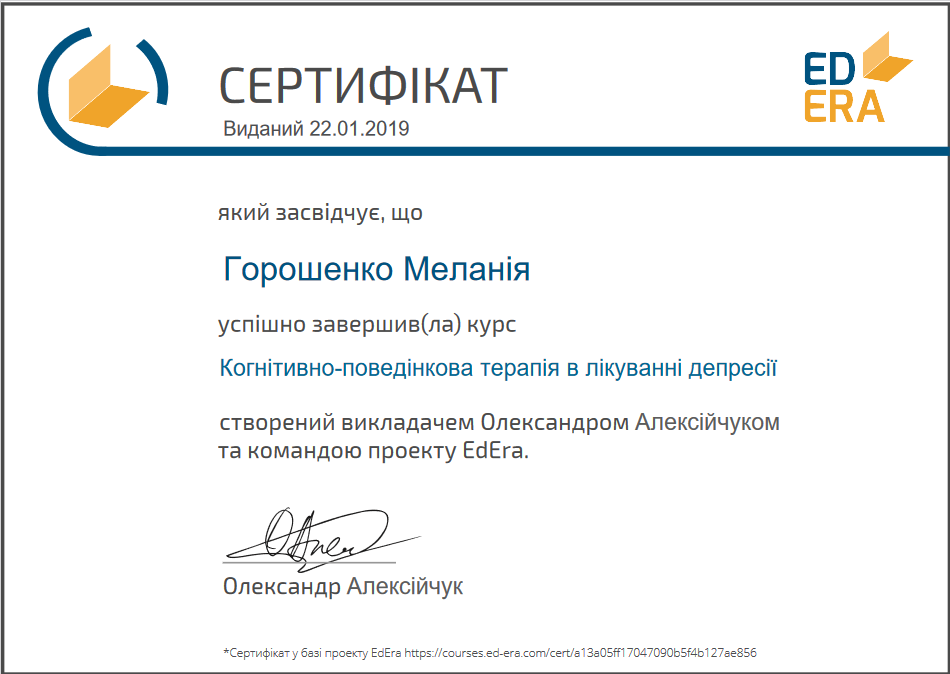 СЕРТИФІКАТ
Виданий 22.01.2019
ED
ERA
який засвідчує, що
Горошенко Меланія
успішно завершив(ла) курс
Когнітивно-поведінкова терапія в лікуванні депресії
створений викладачем Олександром Алексійчуком
та командою проекту EdEra.
Олександр Алексійчук
*Сертифікат у базі проекту EdEra https://courses.ed-era.com/cert/a13a05ff17047090b5f4b127ae856